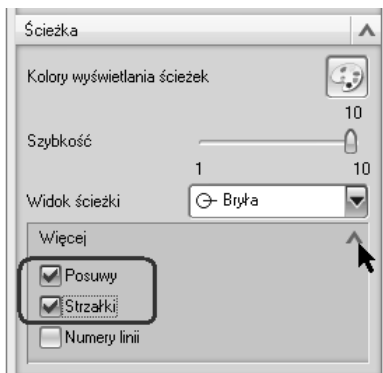 Ścieżka
Kolory wyświetlania ścieżek
10
Szybkość
1 10
Widok ścieżki Bryła
Więcej
Posuwy
Strzałki
Numery linii